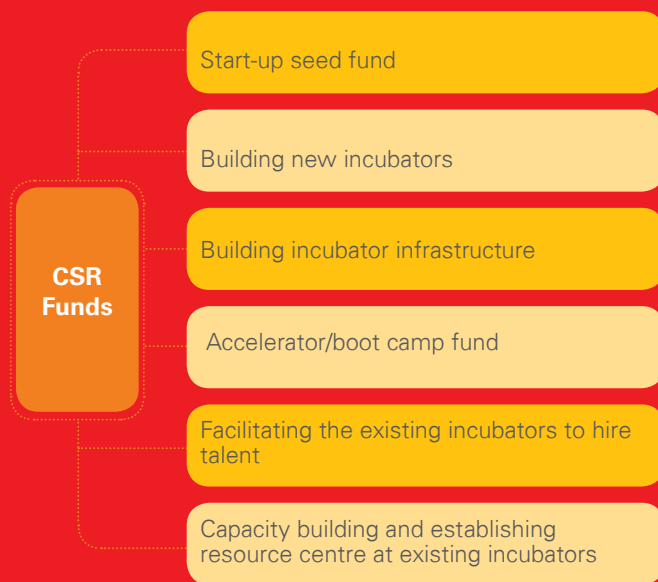 Start-up seed fund
Building new incubators
CSR
Funds
Building incubator infrastructure
Accelerator/boot camp fund
Facilitating the existing incubators to hire
talent
Capacity building and establishing
resource centre at existing incubators